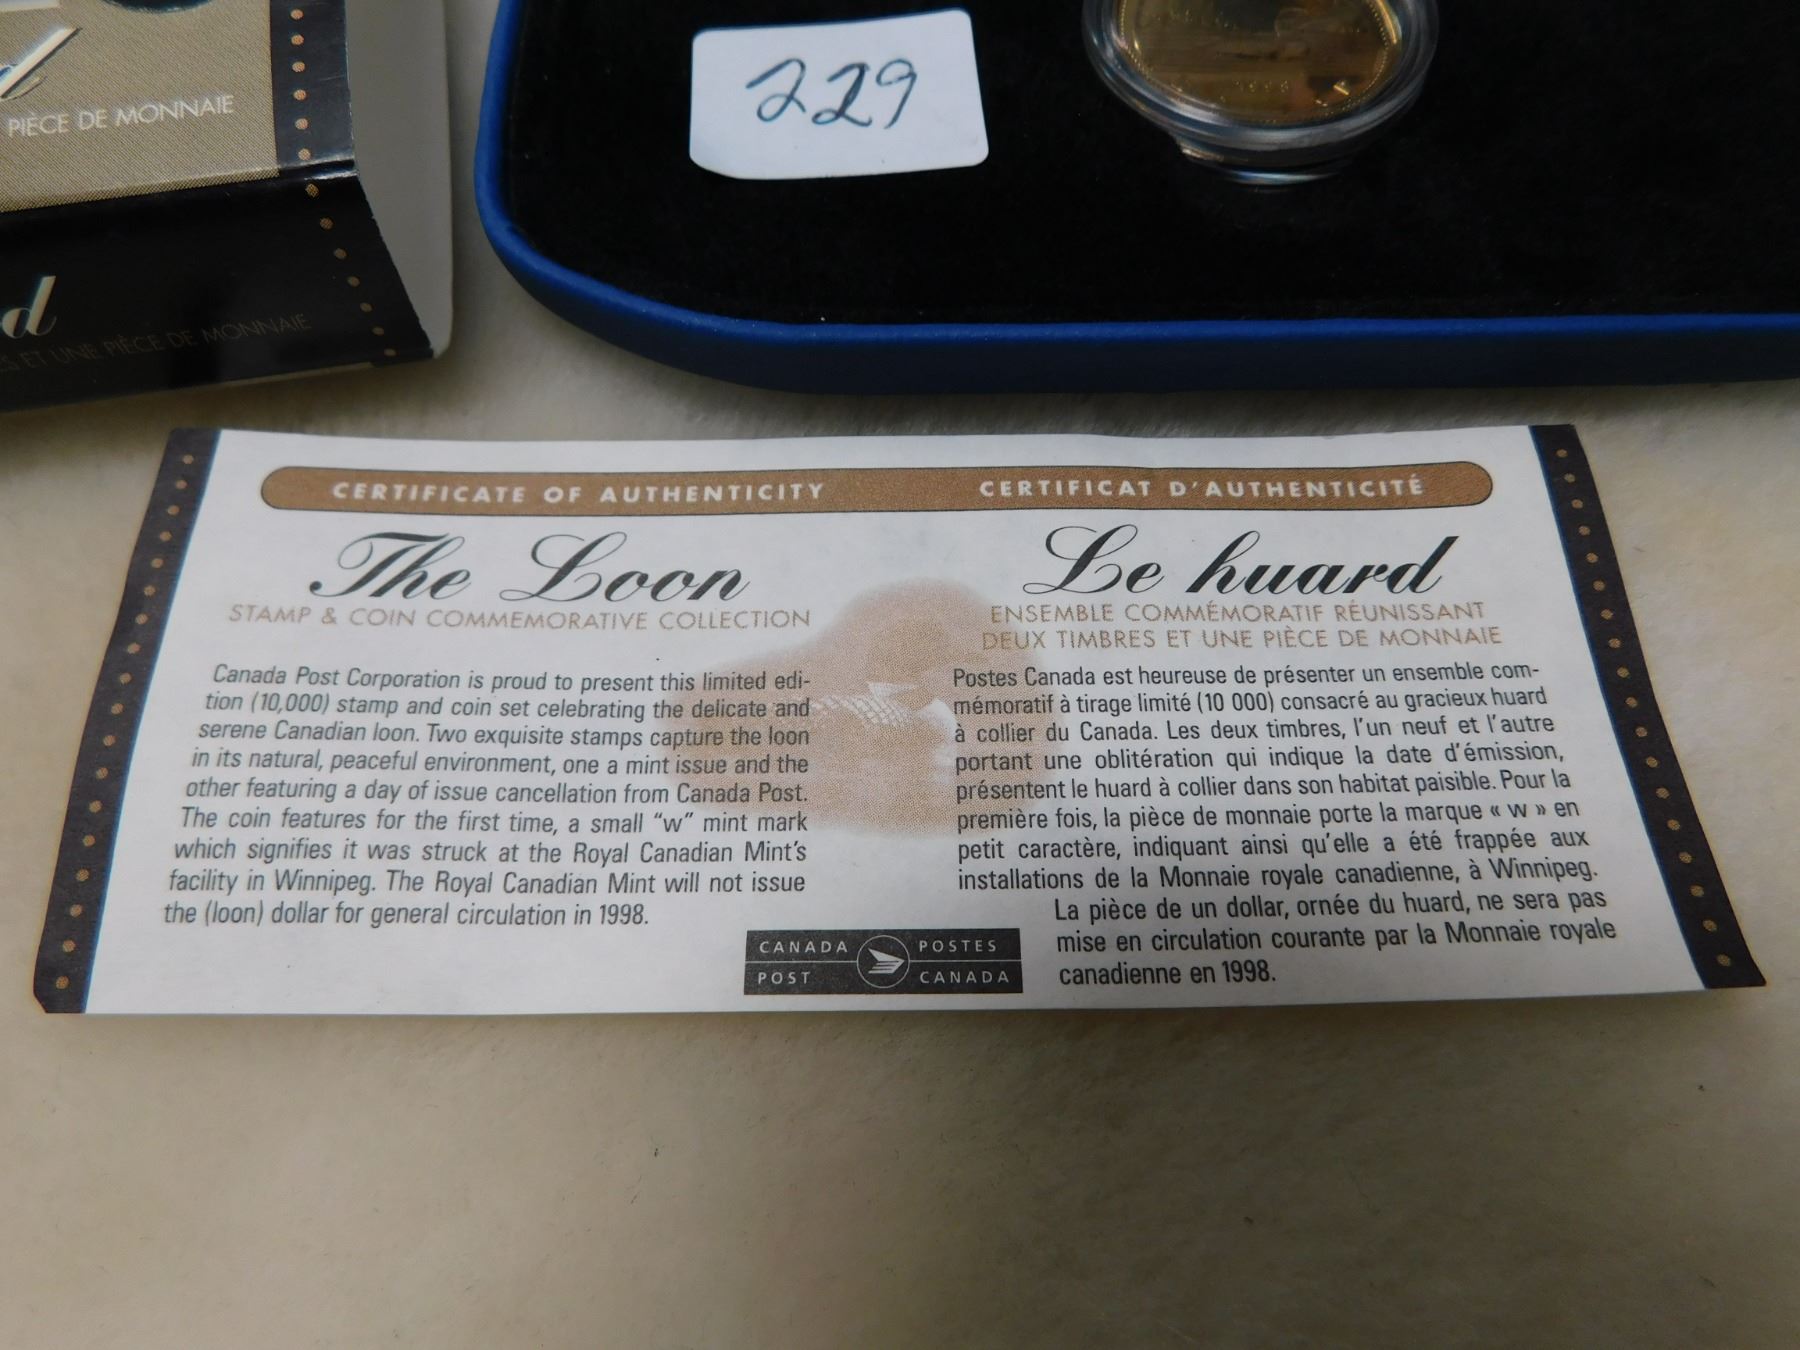 d
PIÈCE DE MONNAIE
d
ES ET UNE PIÈCE DE MONNAIE
229
1998
CERTIFICATE OF AUTHENTICITY
The Loon
STAMP & COIN COMMEMORATIVE COLLECTION
Canada Post Corporation is proud to present this limited edi-
tion (10,000) stamp and coin set celebrating the delicate and
serene Canadian loon. Two exquisite stamps capture the loon
in its natural, peaceful environment, one a mint issue and the
other featuring a day of issue cancellation from Canada Post.
The coin features for the first time, a small "w" mint mark
which signifies it was struck at the Royal Canadian Mint's
facility in Winnipeg. The Royal Canadian Mint will not issue
the (loon) dollar for general circulation in 1998.
CERTIFICAT D'AUTHENTICITÉ
Le huard
ENSEMBLE COMMÉMORATIF RÉUNISSANT
DEUX TIMBRES ET UNE PIÈCE DE MONNAIE
Postes Canada est heureuse de présenter un ensemble com-
mémoratif à tirage limité (10 000) consacré au gracieux huard
à collier du Canada. Les deux timbres, l'un neuf et l'autre
portant une oblitération qui indique la date d'émission,
présentent le huard à collier dans son habitat paisible. Pour la
première fois, la pièce de monnaie porte la marque « w » en
petit caractère, indiquant ainsi qu'elle a été frappée aux
installations de la Monnaie royale canadienne, à Winnipeg.
La pièce de un dollar, ornée du huard, ne sera pas
mise en circulation courante par la Monnaie royale
canadienne en 1998.
CANADA POSTES
POST CANADA